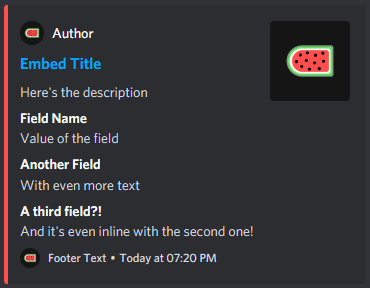 Author
Embed Title
Here's the description
Field Name
Value of the field
Another Field
With even more text
A third field?!
And it's even inline with the second one!
Footer Text • Today at 07:20 PM